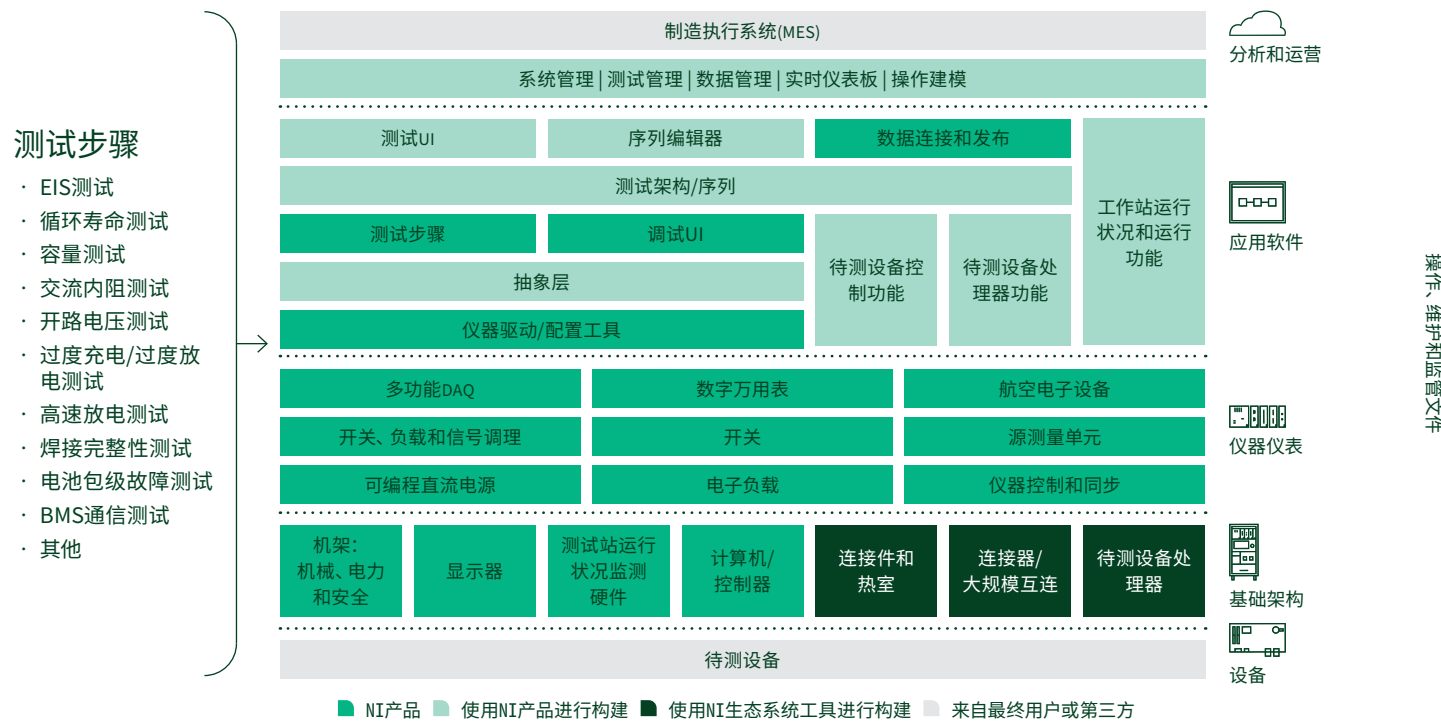 测试步骤
· EIS测试
· 循环寿命测试
· 容量测试
· 交流内阻测试
· 开路电压测试
· 过度充电/过度放
电测试
· 高速放电测试
· 焊接完整性测试
· 电池包级故障测试
· BMS通信测试
· 其他
制造执行系统(MES)
系统管理 | 测试管理 | 数据管理 | 实时仪表板 | 操作建模
测试UI
序列编辑器
数据连接和发布
测试架构/序列
测试步骤
调试UI
抽象层
仪器驱动/配置工具
待测设备控
制功能
待测设备处
理器功能
工作站运行
状况和运行
功能
多功能DAQ
数字万用表
航空电子设备
开关、负载和信号调理
开关
源测量单元
可编程直流电源
电子负载
仪器控制和同步
机架：
机械、电力
和安全
显示器
测试站运行
状况监测
硬件
计算机/
控制器
连接件和
热室
连接器/
大规模互连
待测设备处
理器
待测设备
分析和运营
应用软件
仪器仪表
基础架构
设备
操作、维护和监管文件
NI产品
使用NI产品进行构建
使用NI生态系统工具进行构建
来自最终用户或第三方